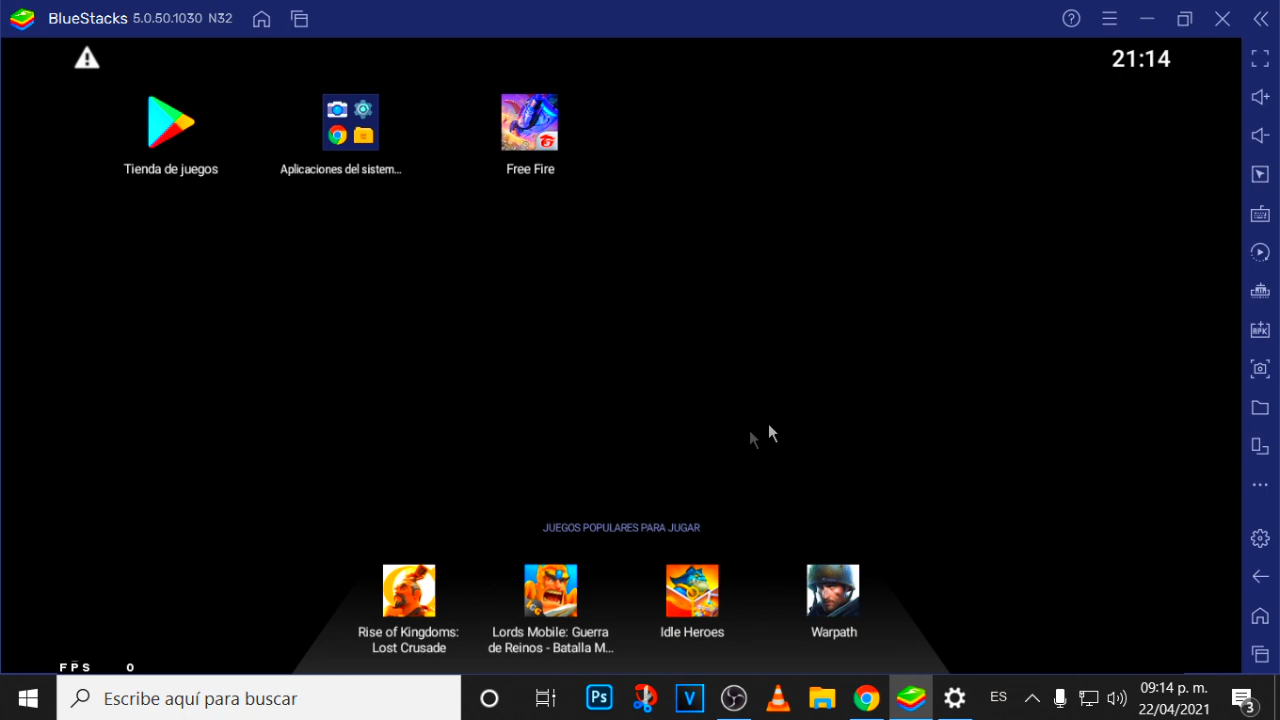 BlueStacks 5.0.50.1030 N32
21:14
Tienda de juegos
Aplicaciones del sistem...
Free Fire
JUEGOS POPULARES PARA JUGAR
Rise of Kingdoms:
Lost Crusade
Lords Mobile: Guerra
de Reinos - Batalla M...
Idle Heroes
Warpath
FPS 0
Escribe aquí para buscar
Ps
V
ES
09:14 p. m.
22/04/2021
3